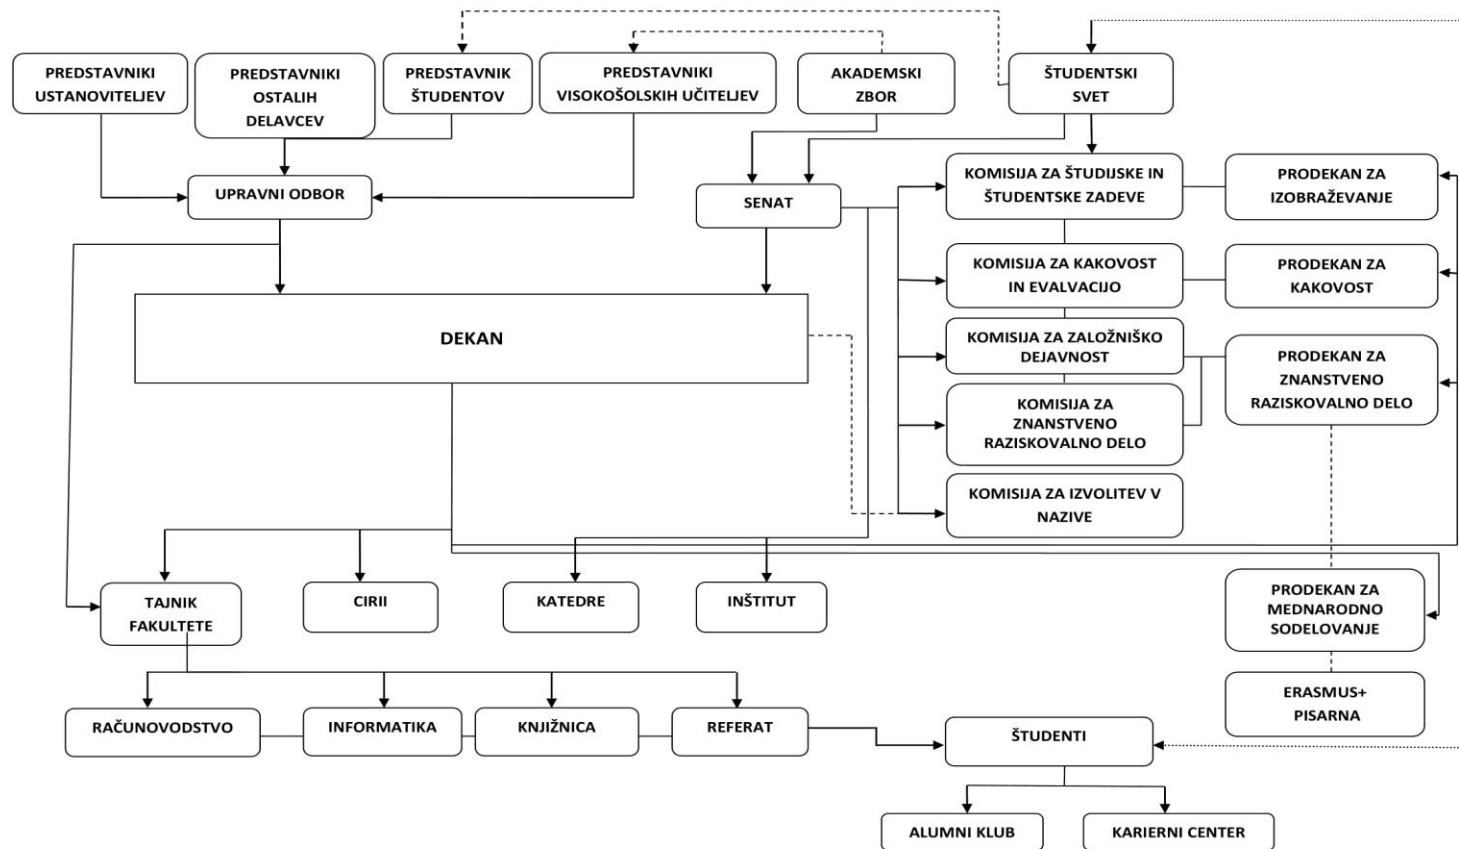 PREDSTAVNIKI
USTANOVITELJEV
PREDSTAVNIKI
OSTALIH
DELAVCEV
PREDSTAVNIK
ŠTUDENTOV
PREDSTAVNIKI
VISOKOŠOLSKIH UČITELJEV
AKADEMSKI
ZBOR
ŠTUDENTSKI
SVET
UPRAVNI ODBOR
SENAT
KOMISIJA ZA ŠTUDIJSKE IN
ŠTUDENTSKE ZADEVE
PRODEKAN ZA
IZOBRAŽEVANJE
KOMISIJA ZA KAKOVOST
IN EVALVACIJO
PRODEKAN ZA
KAKOVOST
DEKAN
KOMISIJA ZA ZALOŽNIŠKO
DEJAVNOST
PRODEKAN ZA
ZNANSTVENO
RAZISKOVALNO DELO
KOMISIJA ZA
ZNANSTVENO
RAZISKOVALNO DELO
KOMISIJA ZA IZVOLITEV V
NAZIVE
TAJNIK
FAKULTETE
CIRII
KATEDRE
INŠTITUT
PRODEKAN ZA
MEDNARODNO
SODELOVANJE
ERASMUS+
PISARNA
RAČUNOVODSTVO
INFORMATIKA
KNJIŽNICA
REFERAT
ŠTUDENTI
ALUMNI KLUB
KARIERNI CENTER